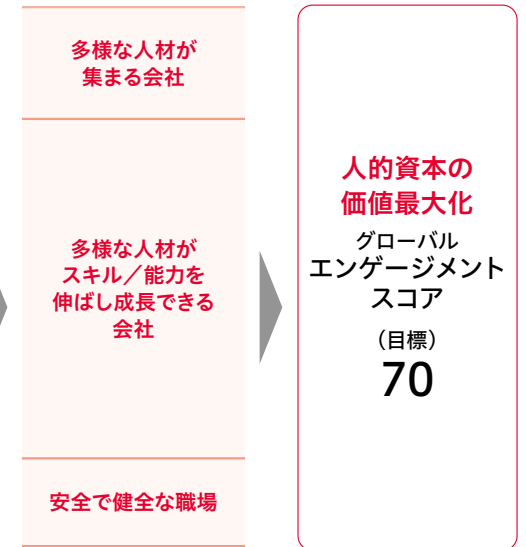 多様な人材が
集まる会社
多様な人材が
スキル／能力を
伸ばし成長できる
会社
安全で健全な職場
人的資本の
価値最大化
グローバル
エンゲージメント
スコア
（目標）
70